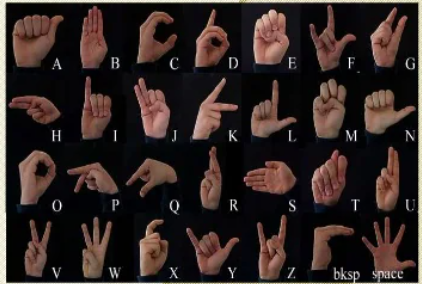 A B C D E F G
H I J K L M N
O P Q R S T U
V W X Y Z bksp space